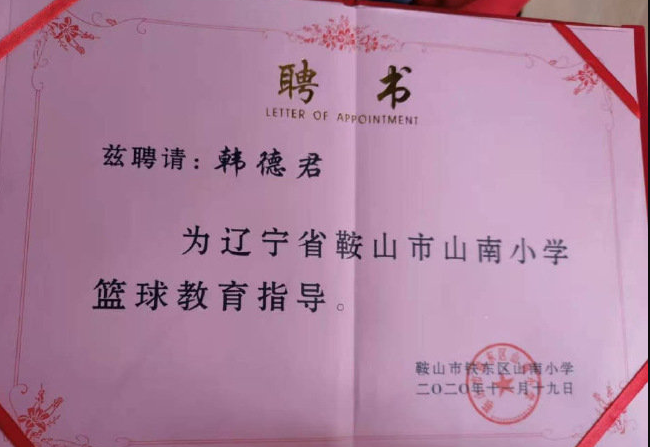 聘 书
LETTER OF APPOINTMENT
兹聘请：韩德君
为辽宁省鞍山市山南小学
篮球教育指导。
鞍山市铁东区山南小学
二〇二〇年十一月十九日